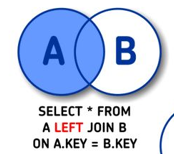 A B
SELECT * FROM
A LEFT JOIN B
ON A.KEY = B.KEY